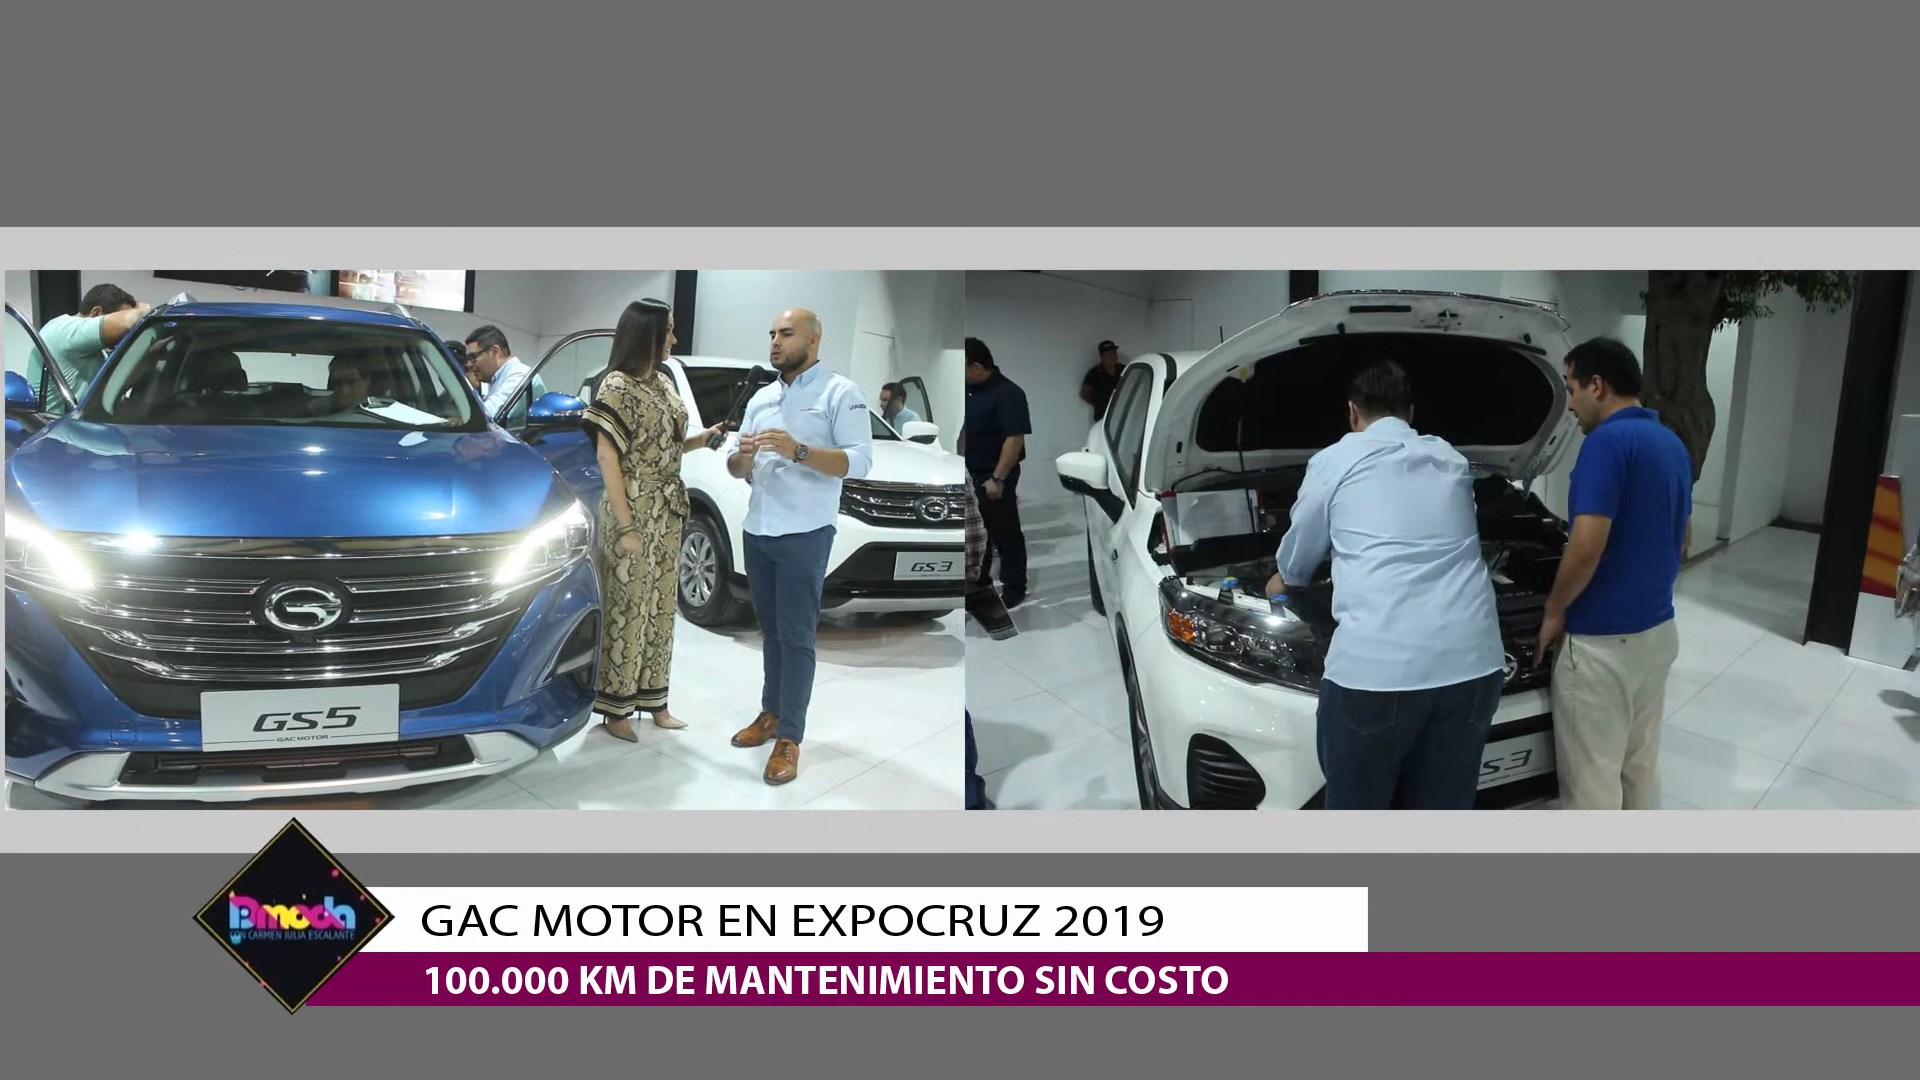 GS3
GS5
GAC MOTOR
S3
Bmoda
CON CARMEN JULIA ESCALANTE
GAC MOTOR EN EXPOCRUZ 2019
100.000 KM DE MANTENIMIENTO SIN COSTO